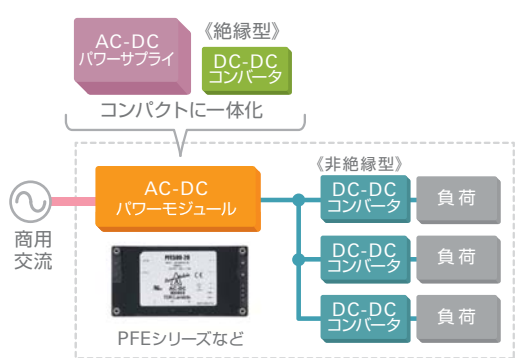 AC-DC
パワーサプライ
《絶縁型》
DC-DC
コンバータ
コンパクトに一体化
AC-DC
パワーモジュール
《非絶縁型》
DC-DC
コンバータ
負荷
DC-DC
コンバータ
負荷
DC-DC
コンバータ
負荷
商用
交流
AC-DC
PFEシリーズなど